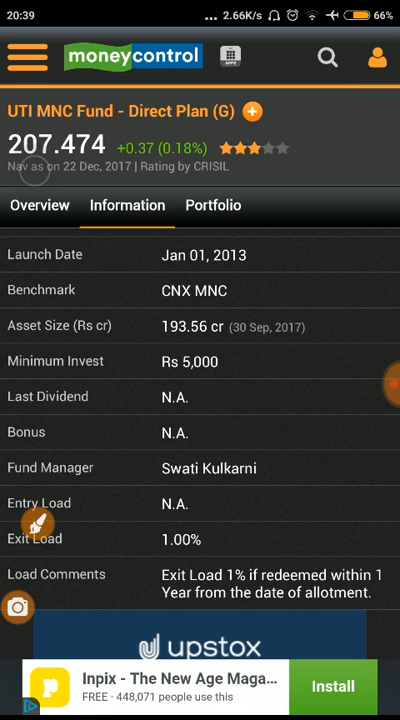 20:39 ... 2.66K/s 66%
moneycontrol APPS
UTI MNC Fund - Direct Plan (G)
207.474 +0.37 (0.18%)
Nav as on 22 Dec, 2017 | Rating by CRISIL
Overview Information Portfolio
Launch Date Jan 01, 2013
Benchmark CNX MNC
Asset Size (Rs cr) 193.56 cr (30 Sep, 2017)
Minimum Invest Rs 5,000
Last Dividend N.A.
Bonus N.A.
Fund Manager Swati Kulkarni
Entry Load N.A.
Exit Load 1.00%
Load Comments Exit Load 1% if redeemed within 1
Year from the date of allotment.
upstox
Inpix - The New Age Maga...
FREE · 448,071 people use this
Install